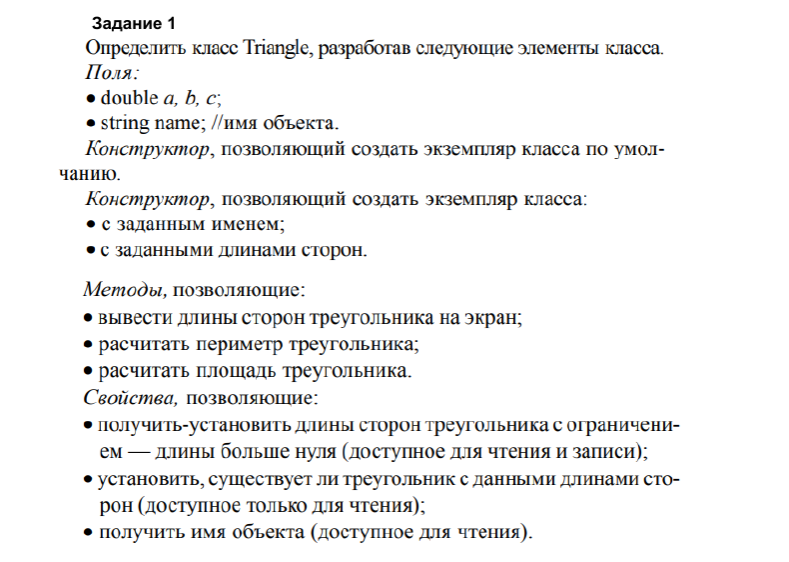 Задание 1
Определить класс Triangle, разработав следующие элементы класса.
Поля:
• double a, b, c;
• string name; //имя объекта.
Конструктор, позволяющий создать экземпляр класса по умол-
чанию.
Конструктор, позволяющий создать экземпляр класса:
• с заданным именем;
• с заданными длинами сторон.
Методы, позволяющие:
• вывести длины сторон треугольника на экран;
• расчитать периметр треугольника;
• расчитать площадь треугольника.
Свойства, позволяющие:
• получить-установить длины сторон треугольника с ограничени-
ем — длины больше нуля (доступное для чтения и записи);
• установить, существует ли треугольник с данными длинами сто-
рон (доступное только для чтения);
• получить имя объекта (доступное для чтения).